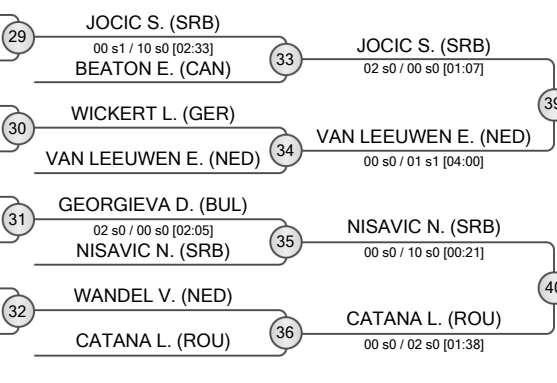 29
JOCIC S. (SRB)
00 s1 / 10 s0 [02:33]
BEATON E. (CAN)
33
JOCIC S. (SRB)
02 s0 / 00 s0 [01:07]
39
30
WICKERT L. (GER)
VAN LEEUWEN E. (NED)
34
VAN LEEUWEN E. (NED)
00 s0 / 01 s1 [04:00]
31
GEORGIEVA D. (BUL)
02 s0 / 00 s0 [02:05]
NISAVIC N. (SRB)
35
NISAVIC N. (SRB)
00 s0 / 10 s0 [00:21]
40
32
WANDEL V. (NED)
CATANA L. (ROU)
36
CATANA L. (ROU)
00 s0 / 02 s0 [01:38]